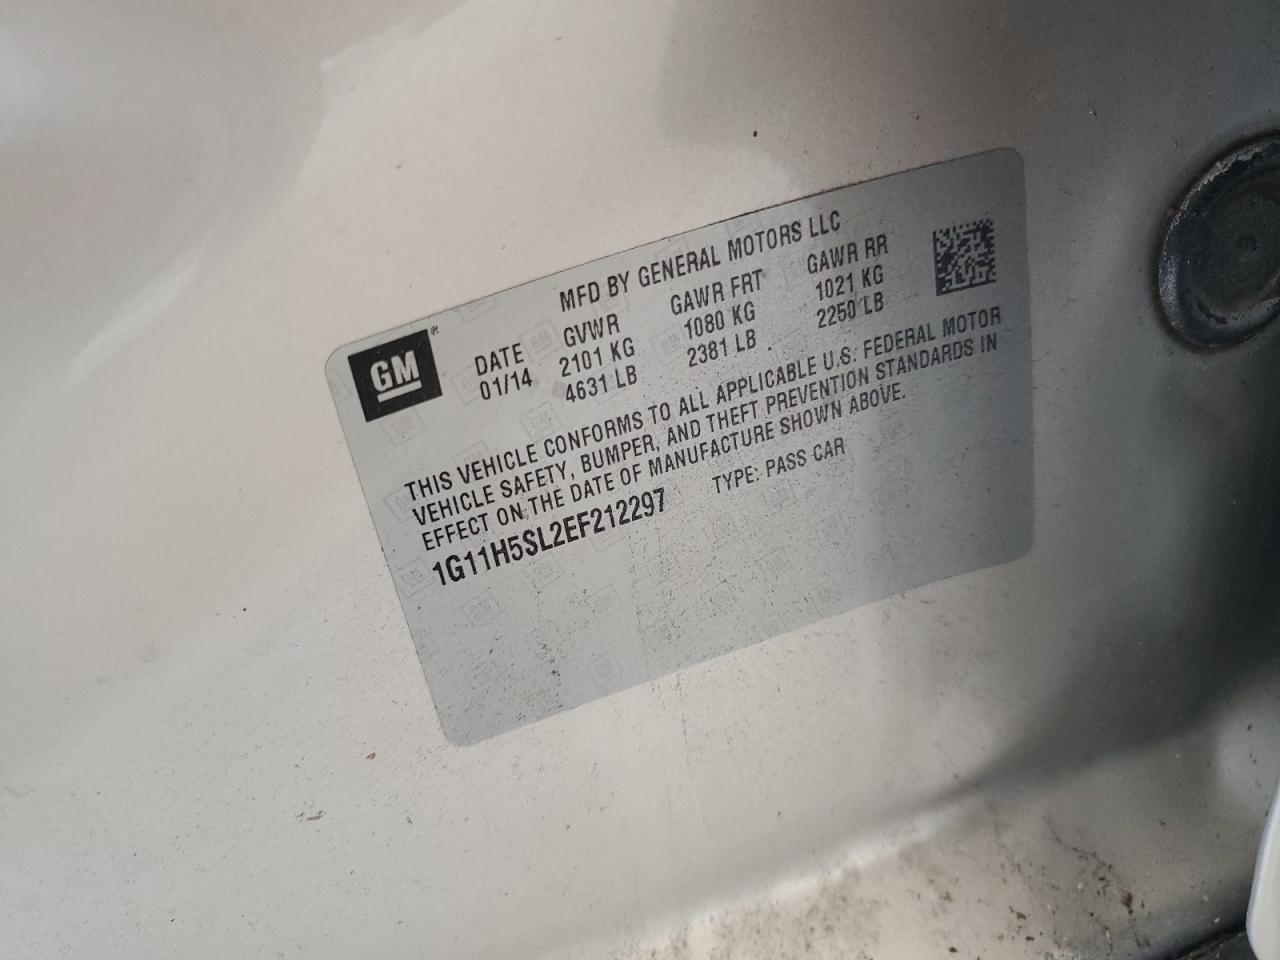 GM®
MFD BY GENERAL MOTORS LLC
DATE GVWR GAWR FRT GAWR RR
01/14 2101 KG 1080 KG 1021 KG
4631 LB 2381 LB 2250 LB
THIS VEHICLE CONFORMS TO ALL APPLICABLE U.S. FEDERAL MOTOR
VEHICLE SAFETY, BUMPER, AND THEFT PREVENTION STANDARDS IN
EFFECT ON THE DATE OF MANUFACTURE SHOWN ABOVE.
1G11H5SL2EF212297 TYPE: PASS CAR